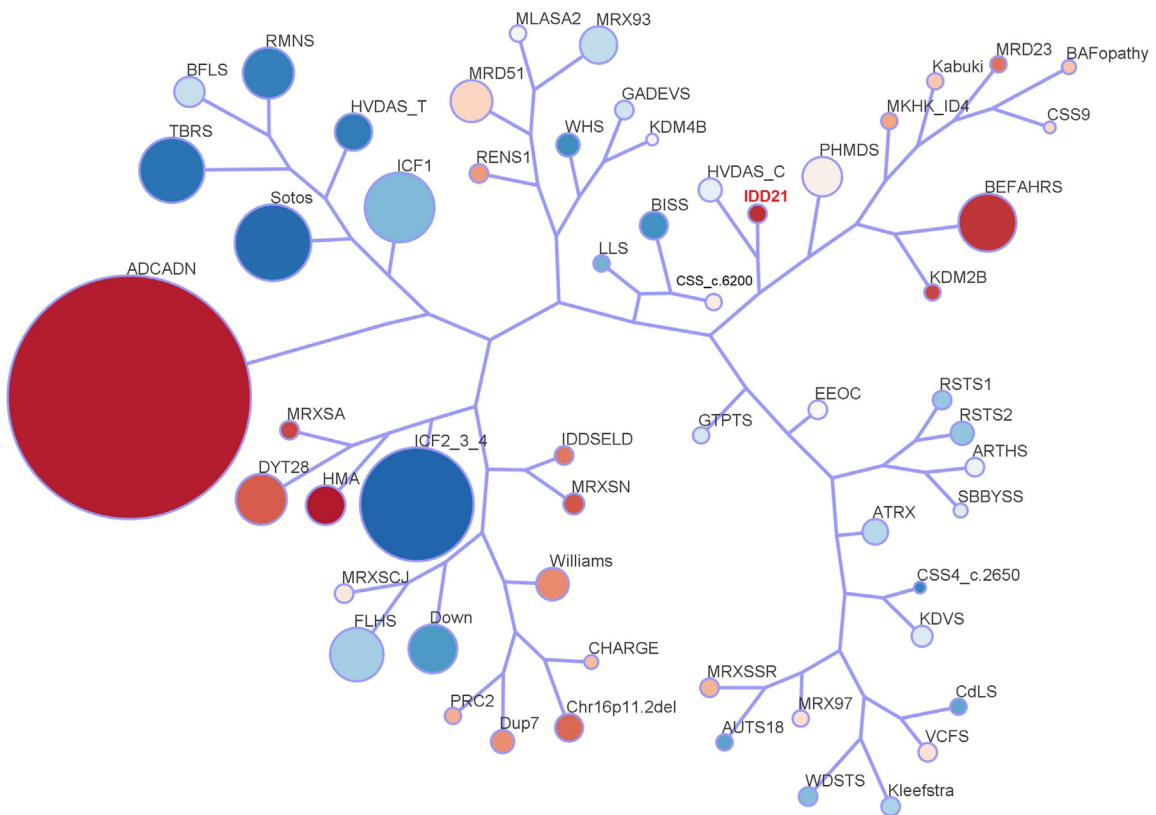 MLASA2
MRX93
RMNS
BFLS
MRD51
HVDAS_T
TBRS
ICF1
GADEVS
WHS
KDM4B
RENS1
Sotos
Kabuki
MRD23
BAFopathy
MKHK_ID4
CSS9
PHMDS
HVDAS_C
IDD21
BISS
BEFAHRS
LLS
CSS_c.6200
KDM2B
ADCADN
MRXSA
ICF2_3_4
DYT28
HMA
IDDSELD
MRXSN
GTPTS
EEOC
RSTS1
RSTS2
ARTHS
SBBYSS
ATRX
CSS4_c.2650
KDVS
MRXSCJ
FLHS
Down
Williams
CHARGE
PRC2
Dup7
Chr16p11.2del
MRXSSR
MRX97
AUTS18
CdLS
VCFS
WDSTS
Kleefstra